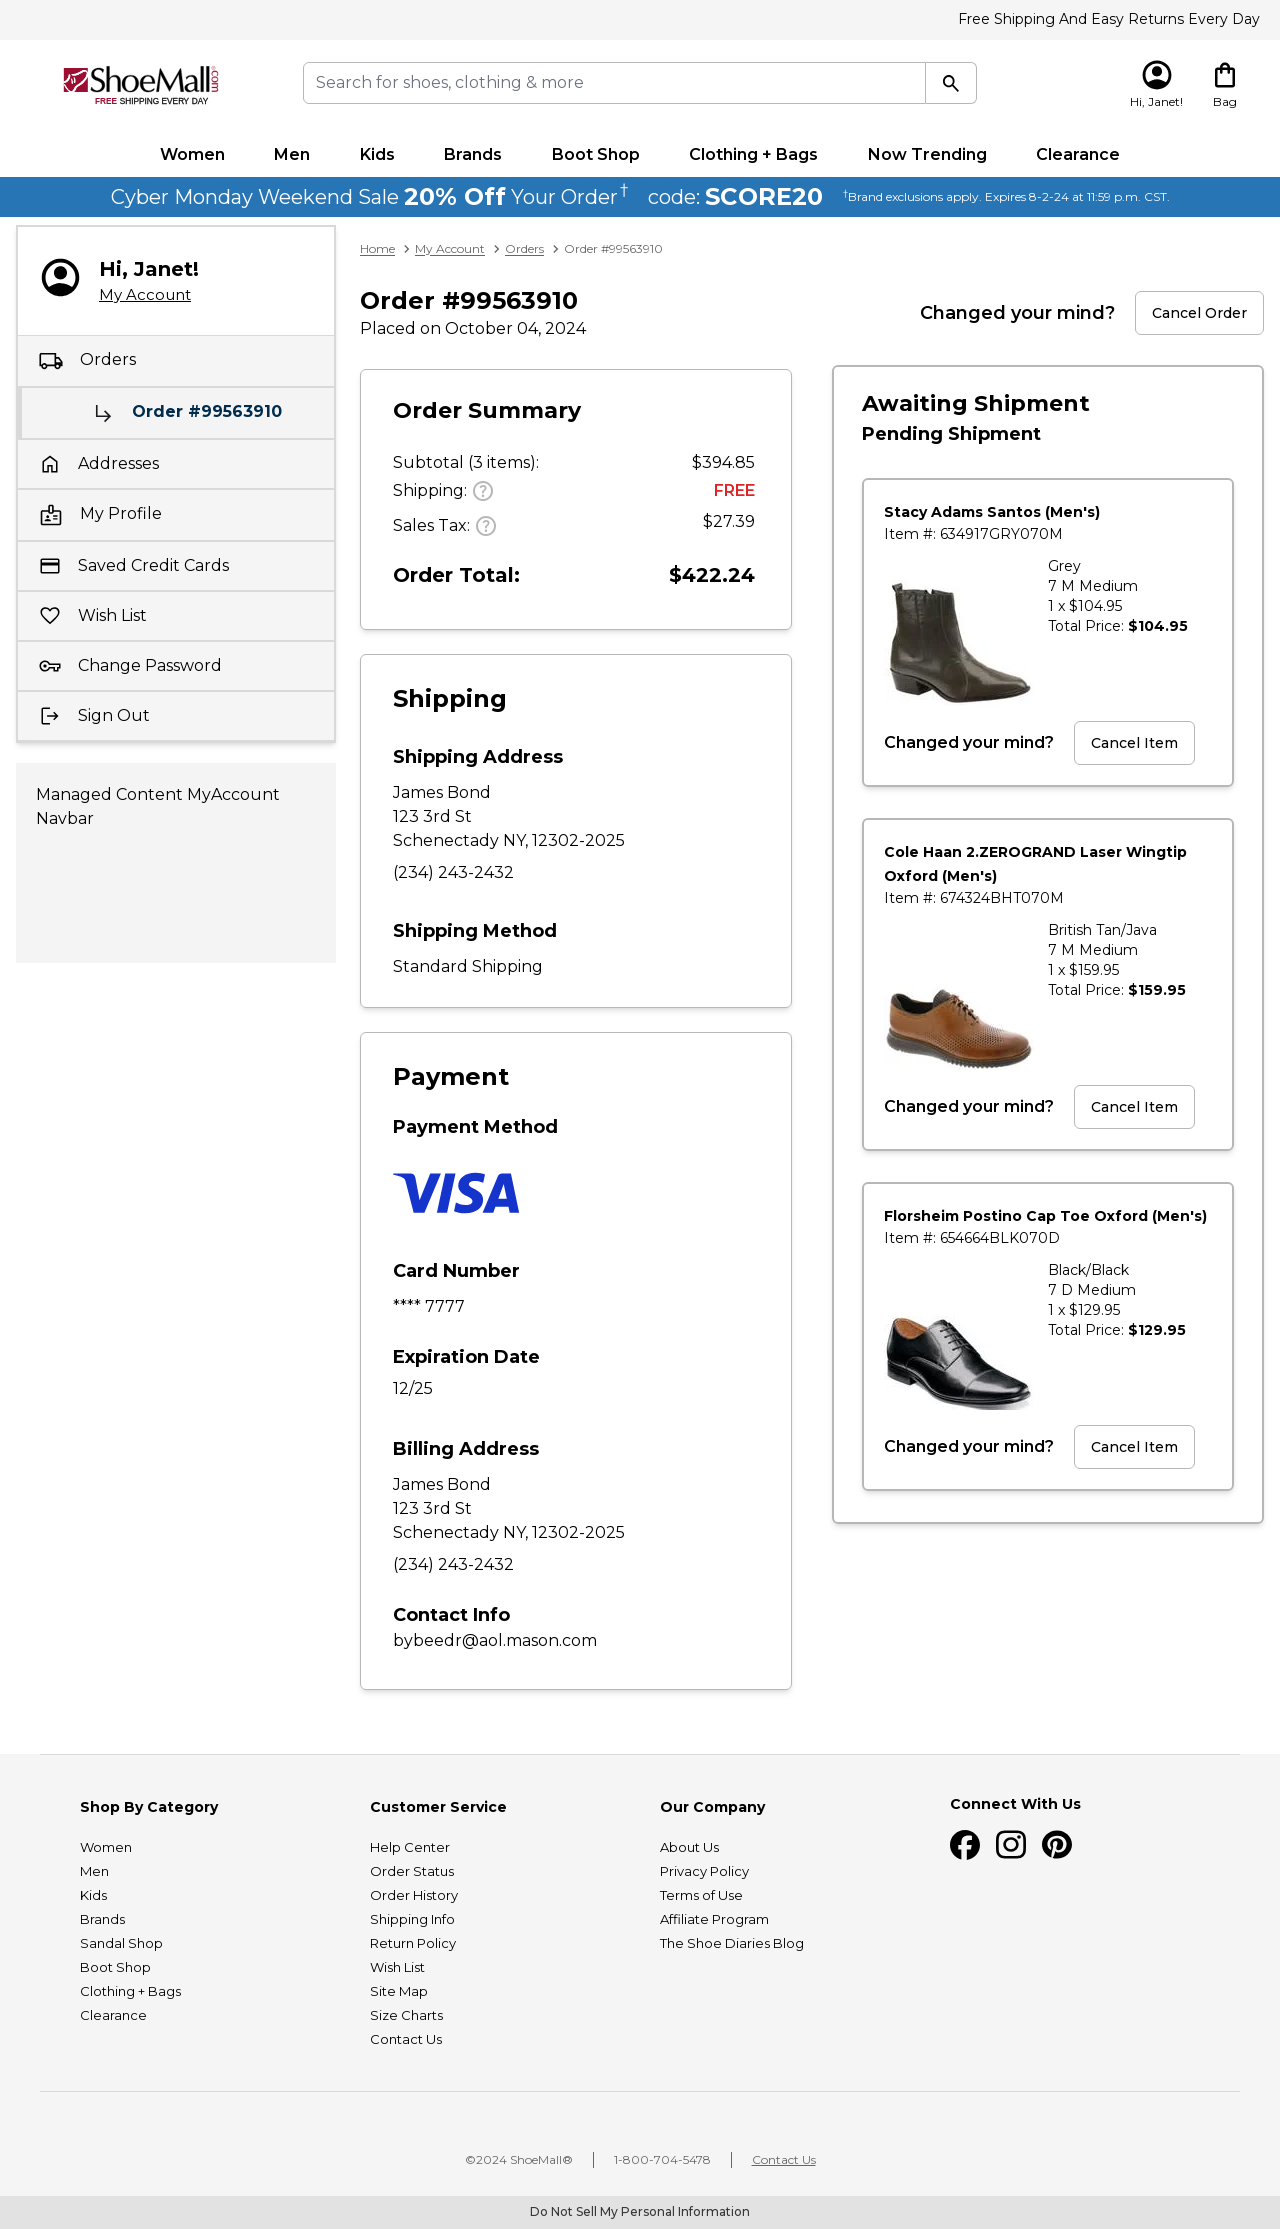 Free Shipping And Easy Returns Every Day
ShoeMall®.com
FREE SHIPPING EVERY DAY
Search for shoes, clothing & more
Hi, Janet!
Bag
Women Men Kids Brands Boot Shop Clothing + Bags Now Trending Clearance
Cyber Monday Weekend Sale 20% Off Your Order† code: SCORE20 †Brand exclusions apply. Expires 8-2-24 at 11:59 p.m. CST.
Hi, Janet!
My Account
Orders
Order #99563910
Addresses
My Profile
Saved Credit Cards
Wish List
Change Password
Sign Out
Managed Content MyAccount
Navbar
Home > My Account > Orders > Order #99563910
Order #99563910
Placed on October 04, 2024
Changed your mind? Cancel Order
Order Summary
Subtotal (3 items): $394.85
Shipping: ? FREE
Sales Tax: ? $27.39
Order Total: $422.24
Shipping
Shipping Address
James Bond
123 3rd St
Schenectady NY, 12302-2025
(234) 243-2432
Shipping Method
Standard Shipping
Payment
Payment Method
VISA
Card Number
**** 7777
Expiration Date
12/25
Billing Address
James Bond
123 3rd St
Schenectady NY, 12302-2025
(234) 243-2432
Contact Info
bybeedr@aol.mason.com
Awaiting Shipment
Pending Shipment
Stacy Adams Santos (Men's)
Item #: 634917GRY070M
Grey
7 M Medium
1 x $104.95
Total Price: $104.95
Changed your mind? Cancel Item
Cole Haan 2.ZEROGRAND Laser Wingtip
Oxford (Men's)
Item #: 674324BHT070M
British Tan/Java
7 M Medium
1 x $159.95
Total Price: $159.95
Changed your mind? Cancel Item
Florsheim Postino Cap Toe Oxford (Men's)
Item #: 654664BLK070D
Black/Black
7 D Medium
1 x $129.95
Total Price: $129.95
Changed your mind? Cancel Item
Shop By Category
Women
Men
Kids
Brands
Sandal Shop
Boot Shop
Clothing + Bags
Clearance
Customer Service
Help Center
Order Status
Order History
Shipping Info
Return Policy
Wish List
Site Map
Size Charts
Contact Us
Our Company
About Us
Privacy Policy
Terms of Use
Affiliate Program
The Shoe Diaries Blog
Connect With Us
©2024 ShoeMall® | 1-800-704-5478 | Contact Us
Do Not Sell My Personal Information